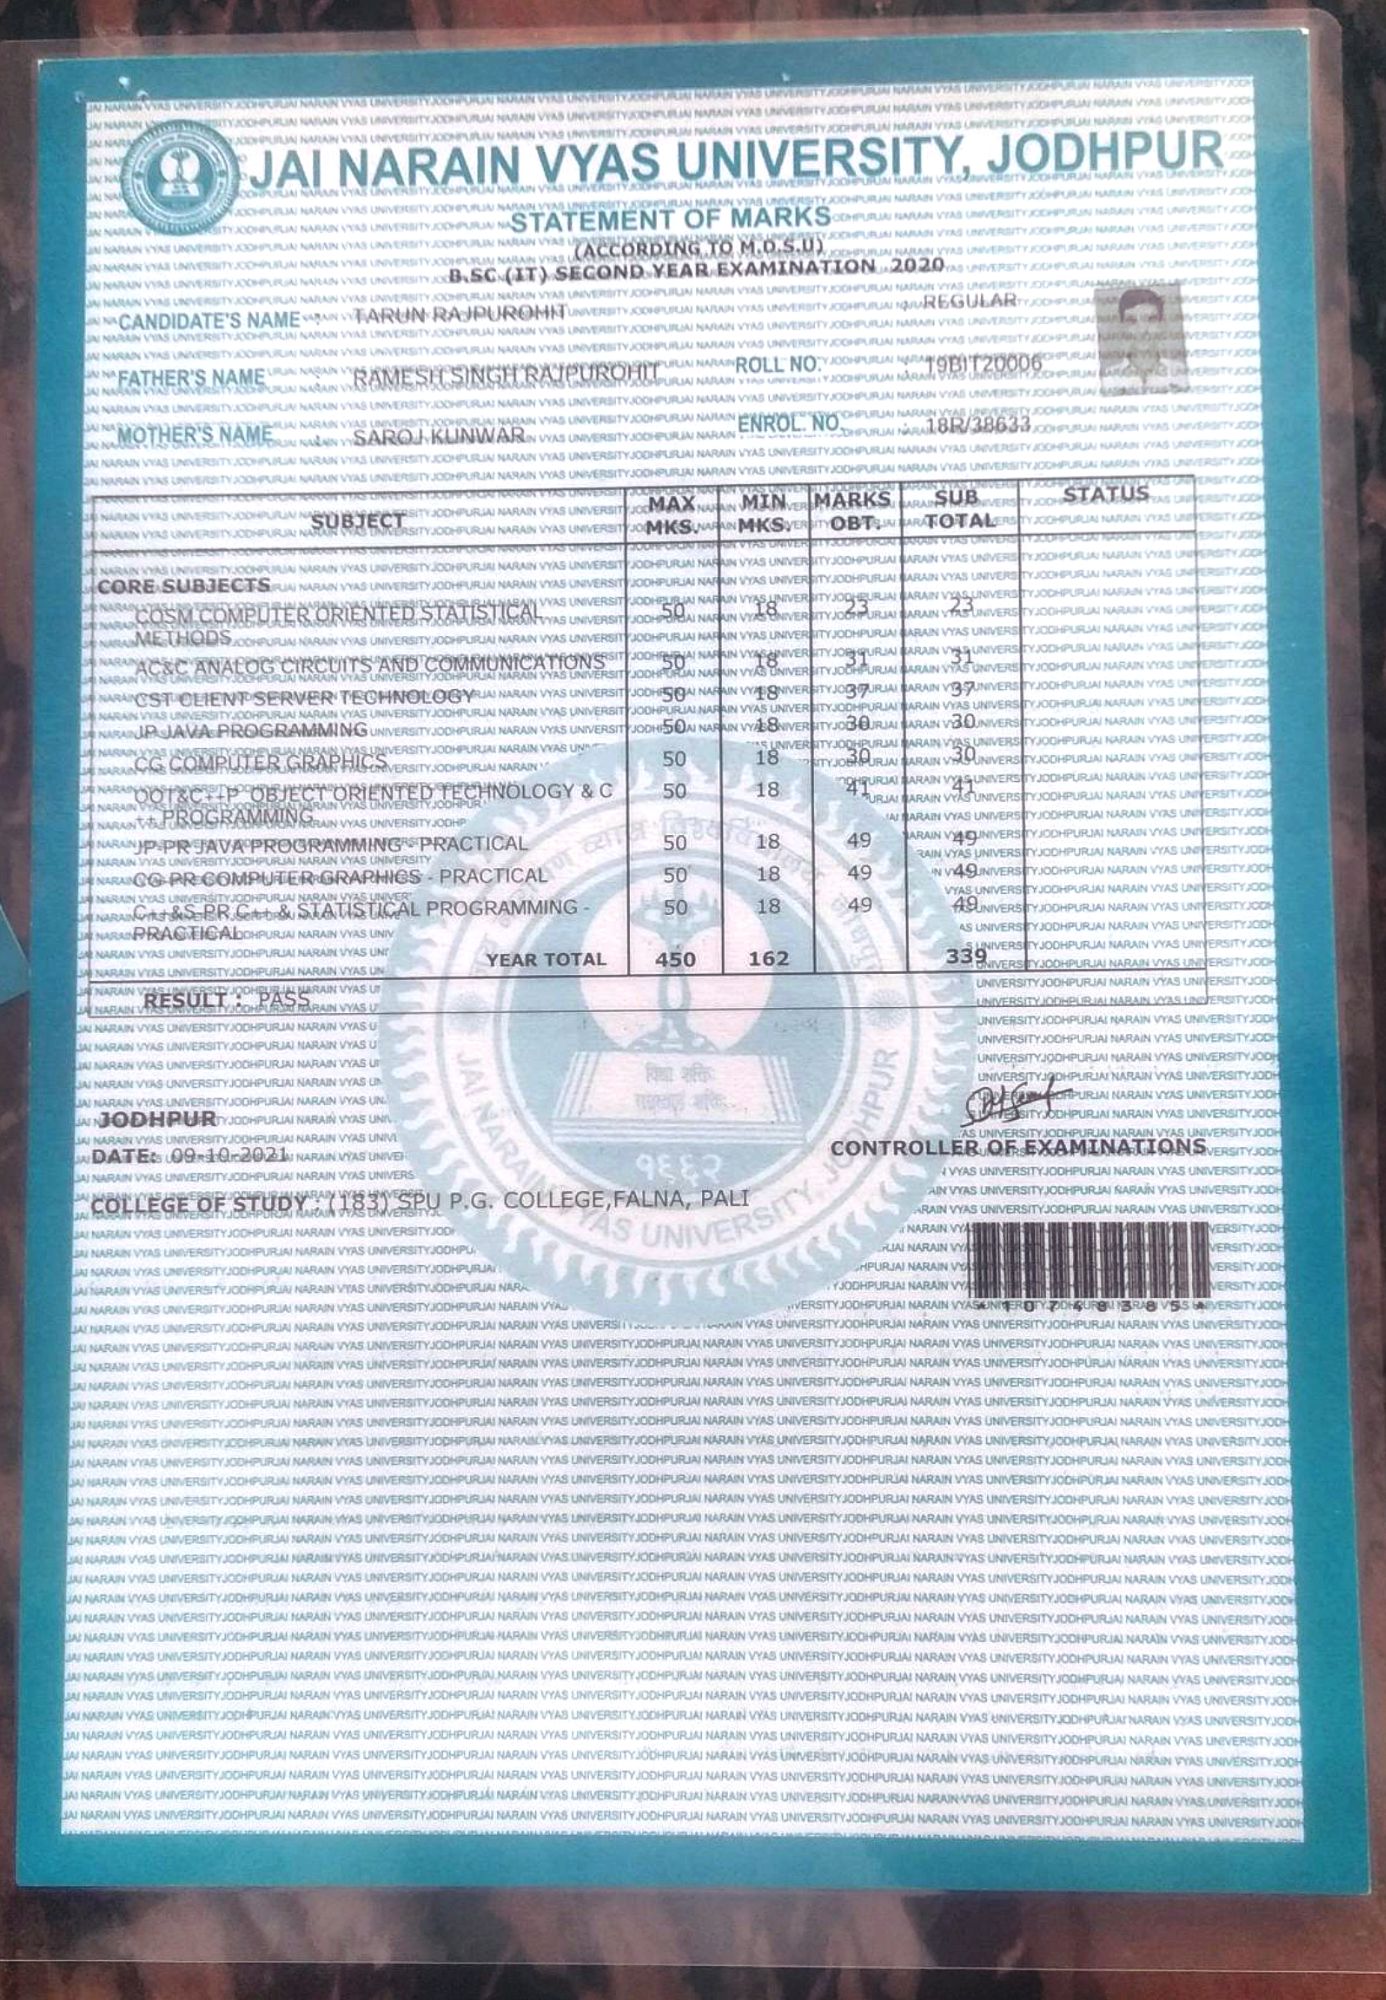 JAI NARAIN VYAS UNIVERSITY, JODHPUR
STATEMENT OF MARKS
(ACCORDING TO M.D.S.U)
B.SC (IT) SECOND YEAR EXAMINATION 2020
CANDIDATE'S NAME : TARUN RAJPUROHIT : REGULAR
FATHER'S NAME : RAMESH SINGH RAJPUROHIT ROLL NO. : 19BIT20006
MOTHER'S NAME : SAROJ KUNWAR ENROL. NO. : 18R/38633
SUBJECT MAX MKS. MIN MKS. MARKS OBT. SUB TOTAL STATUS
CORE SUBJECTS
COSM COMPUTER ORIENTED STATISTICAL 50 18 23 23
METHODS
AC&C ANALOG CIRCUITS AND COMMUNICATIONS 50 18 31 31
CST CLIENT SERVER TECHNOLOGY 50 18 37 37
JP JAVA PROGRAMMING 50 18 30 30
CG COMPUTER GRAPHICS 50 18 30 30
OOT&C++P OBJECT ORIENTED TECHNOLOGY & C 50 18 41 41
++ PROGRAMMING
JP-PR JAVA PROGRAMMING - PRACTICAL 50 18 49 49
CG PR COMPUTER GRAPHICS - PRACTICAL 50 18 49 49
C++&S PR C++ & STATISTICAL PROGRAMMING - 50 18 49 49
PRACTICAL
YEAR TOTAL 450 162 339
RESULT : PASS
JODHPUR
DATE: 09-10-2021
CONTROLLER OF EXAMINATIONS
COLLEGE OF STUDY : (183) SPU P.G. COLLEGE,FALNA, PALI
*10748385*
१९६२
JAI NARAIN VYAS UNIVERSITY JODHPUR